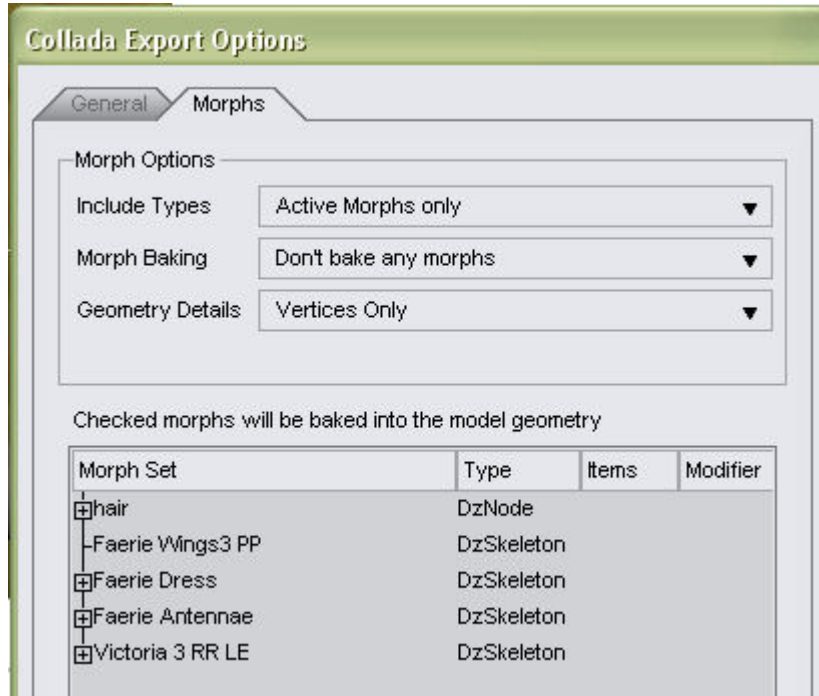 Collada Export Options
General Morphs
Morph Options
Include Types Active Morphs only
Morph Baking Don't bake any morphs
Geometry Details Vertices Only
Checked morphs will be baked into the model geometry
Morph Set Type Items Modifier
hair DzNode
Faerie Wings3 PP DzSkeleton
Faerie Dress DzSkeleton
Faerie Antennae DzSkeleton
Victoria 3 RR LE DzSkeleton